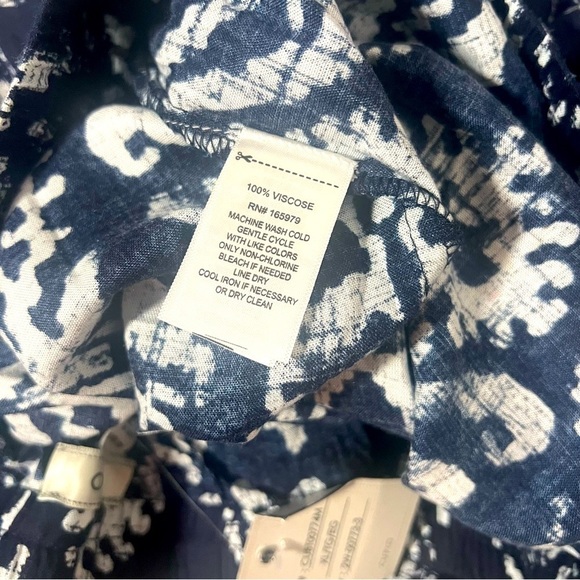 100% VISCOSE
RN# 165979
MACHINE WASH COLD
GENTLE CYCLE
WITH LIKE COLORS
ONLY NON-CHLORINE
BLEACH IF NEEDED
LINE DRY
COOL IRON IF NECESSARY
OR DRY CLEAN